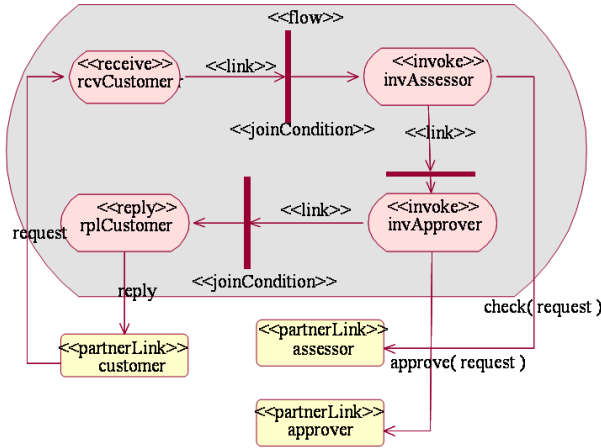 <<flow>>
<<receive>>
rcvCustomer
<<link>>
<<invoke>>
invAssessor
<<joinCondition>>
<<link>>
<<reply>>
rplCustomer
<<link>>
<<invoke>>
invApprover
request
<<joinCondition>>
reply
check( request )
<<partnerLink>>
customer
<<partnerLink>>
assessor
approve( request )
<<partnerLink>>
approver